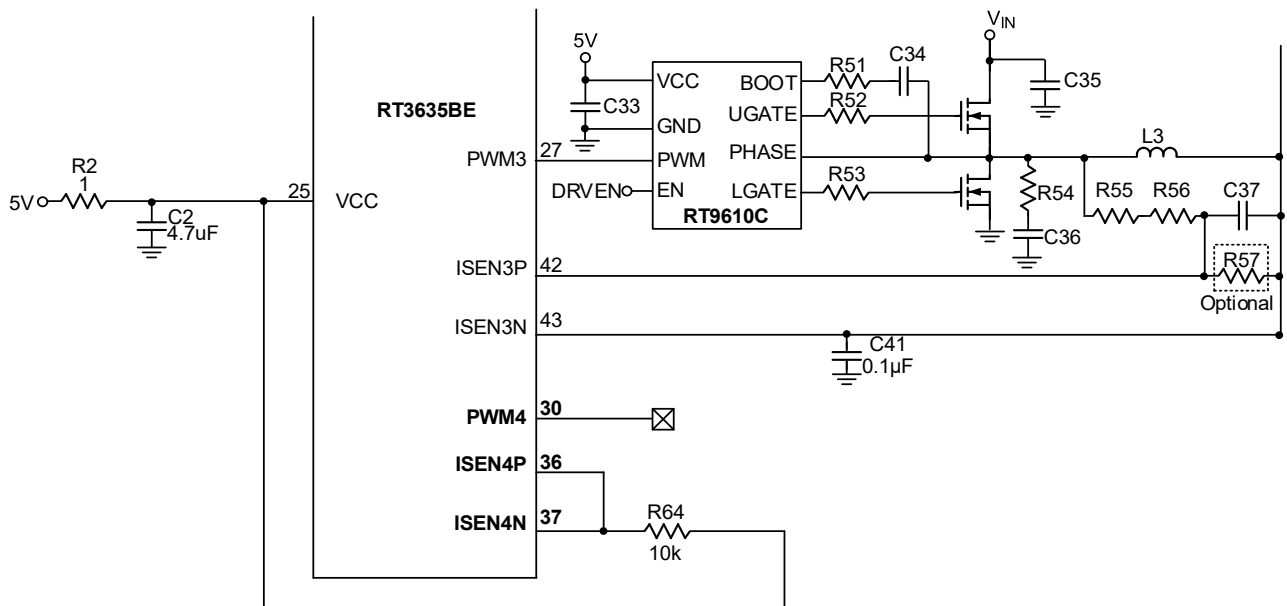 V_IN
5V
C34
R51
VCC
BOOT
C35
RT3635BE
C33
R52
UGATE
GND
L3
PWM3
27
PWM
PHASE
R2
1
DRVEN
EN
LGATE
R53
R54
R55
R56
C37
5V
25
VCC
RT9610C
C2
4.7uF
C36
ISEN3P
42
R57
Optional
ISEN3N
43
C41
0.1µF
PWM4
30
ISEN4P
36
ISEN4N
37
R64
10k